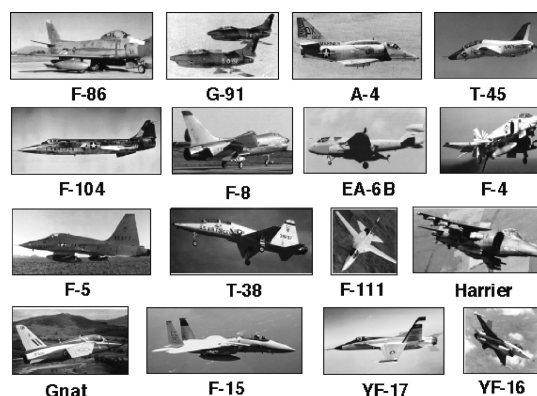 F-86
G-91
A-4
T-45
F-104
F-8
EA-6B
F-4
F-5
T-38
F-111
Harrier
Gnat
F-15
YF-17
YF-16